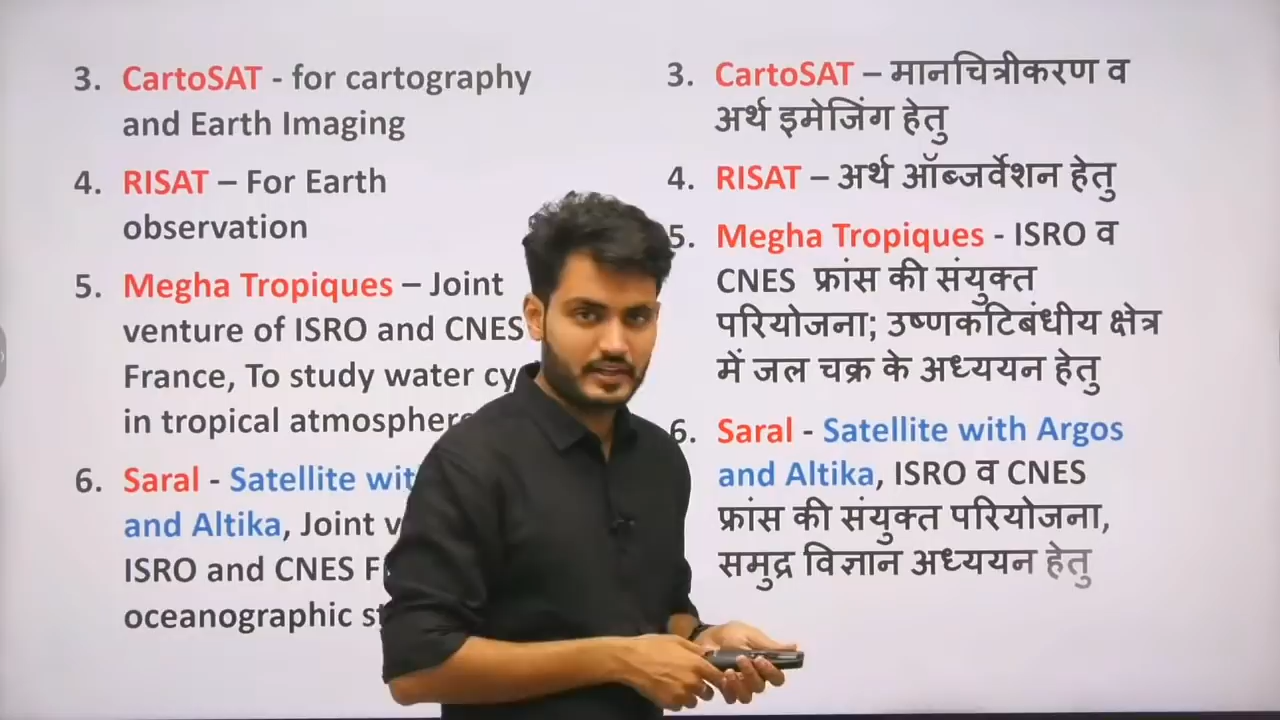 3. CartoSAT - for cartography
and Earth Imaging
4. RISAT – For Earth
observation
5. Megha Tropiques – Joint
venture of ISRO and CNES
France, To study water
in tropical atmosphere
6. Saral - Satellite
and Altika, Joint
ISRO and CNES
oceanographic
3. CartoSAT – मानचित्रीकरण व
अर्थ इमेजिंग हेतु
4. RISAT – अर्थ ऑब्जर्वेशन हेतु
5. Megha Tropiques - ISRO व
CNES फ्रांस की संयुक्त
परियोजना; उष्णकटिबंधीय क्षेत्र
में जल चक्र के अध्ययन हेतु
6. Saral - Satellite with Argos
and Altika, ISRO व CNES
फ्रांस की संयुक्त परियोजना,
समुद्र विज्ञान अध्ययन हेतु